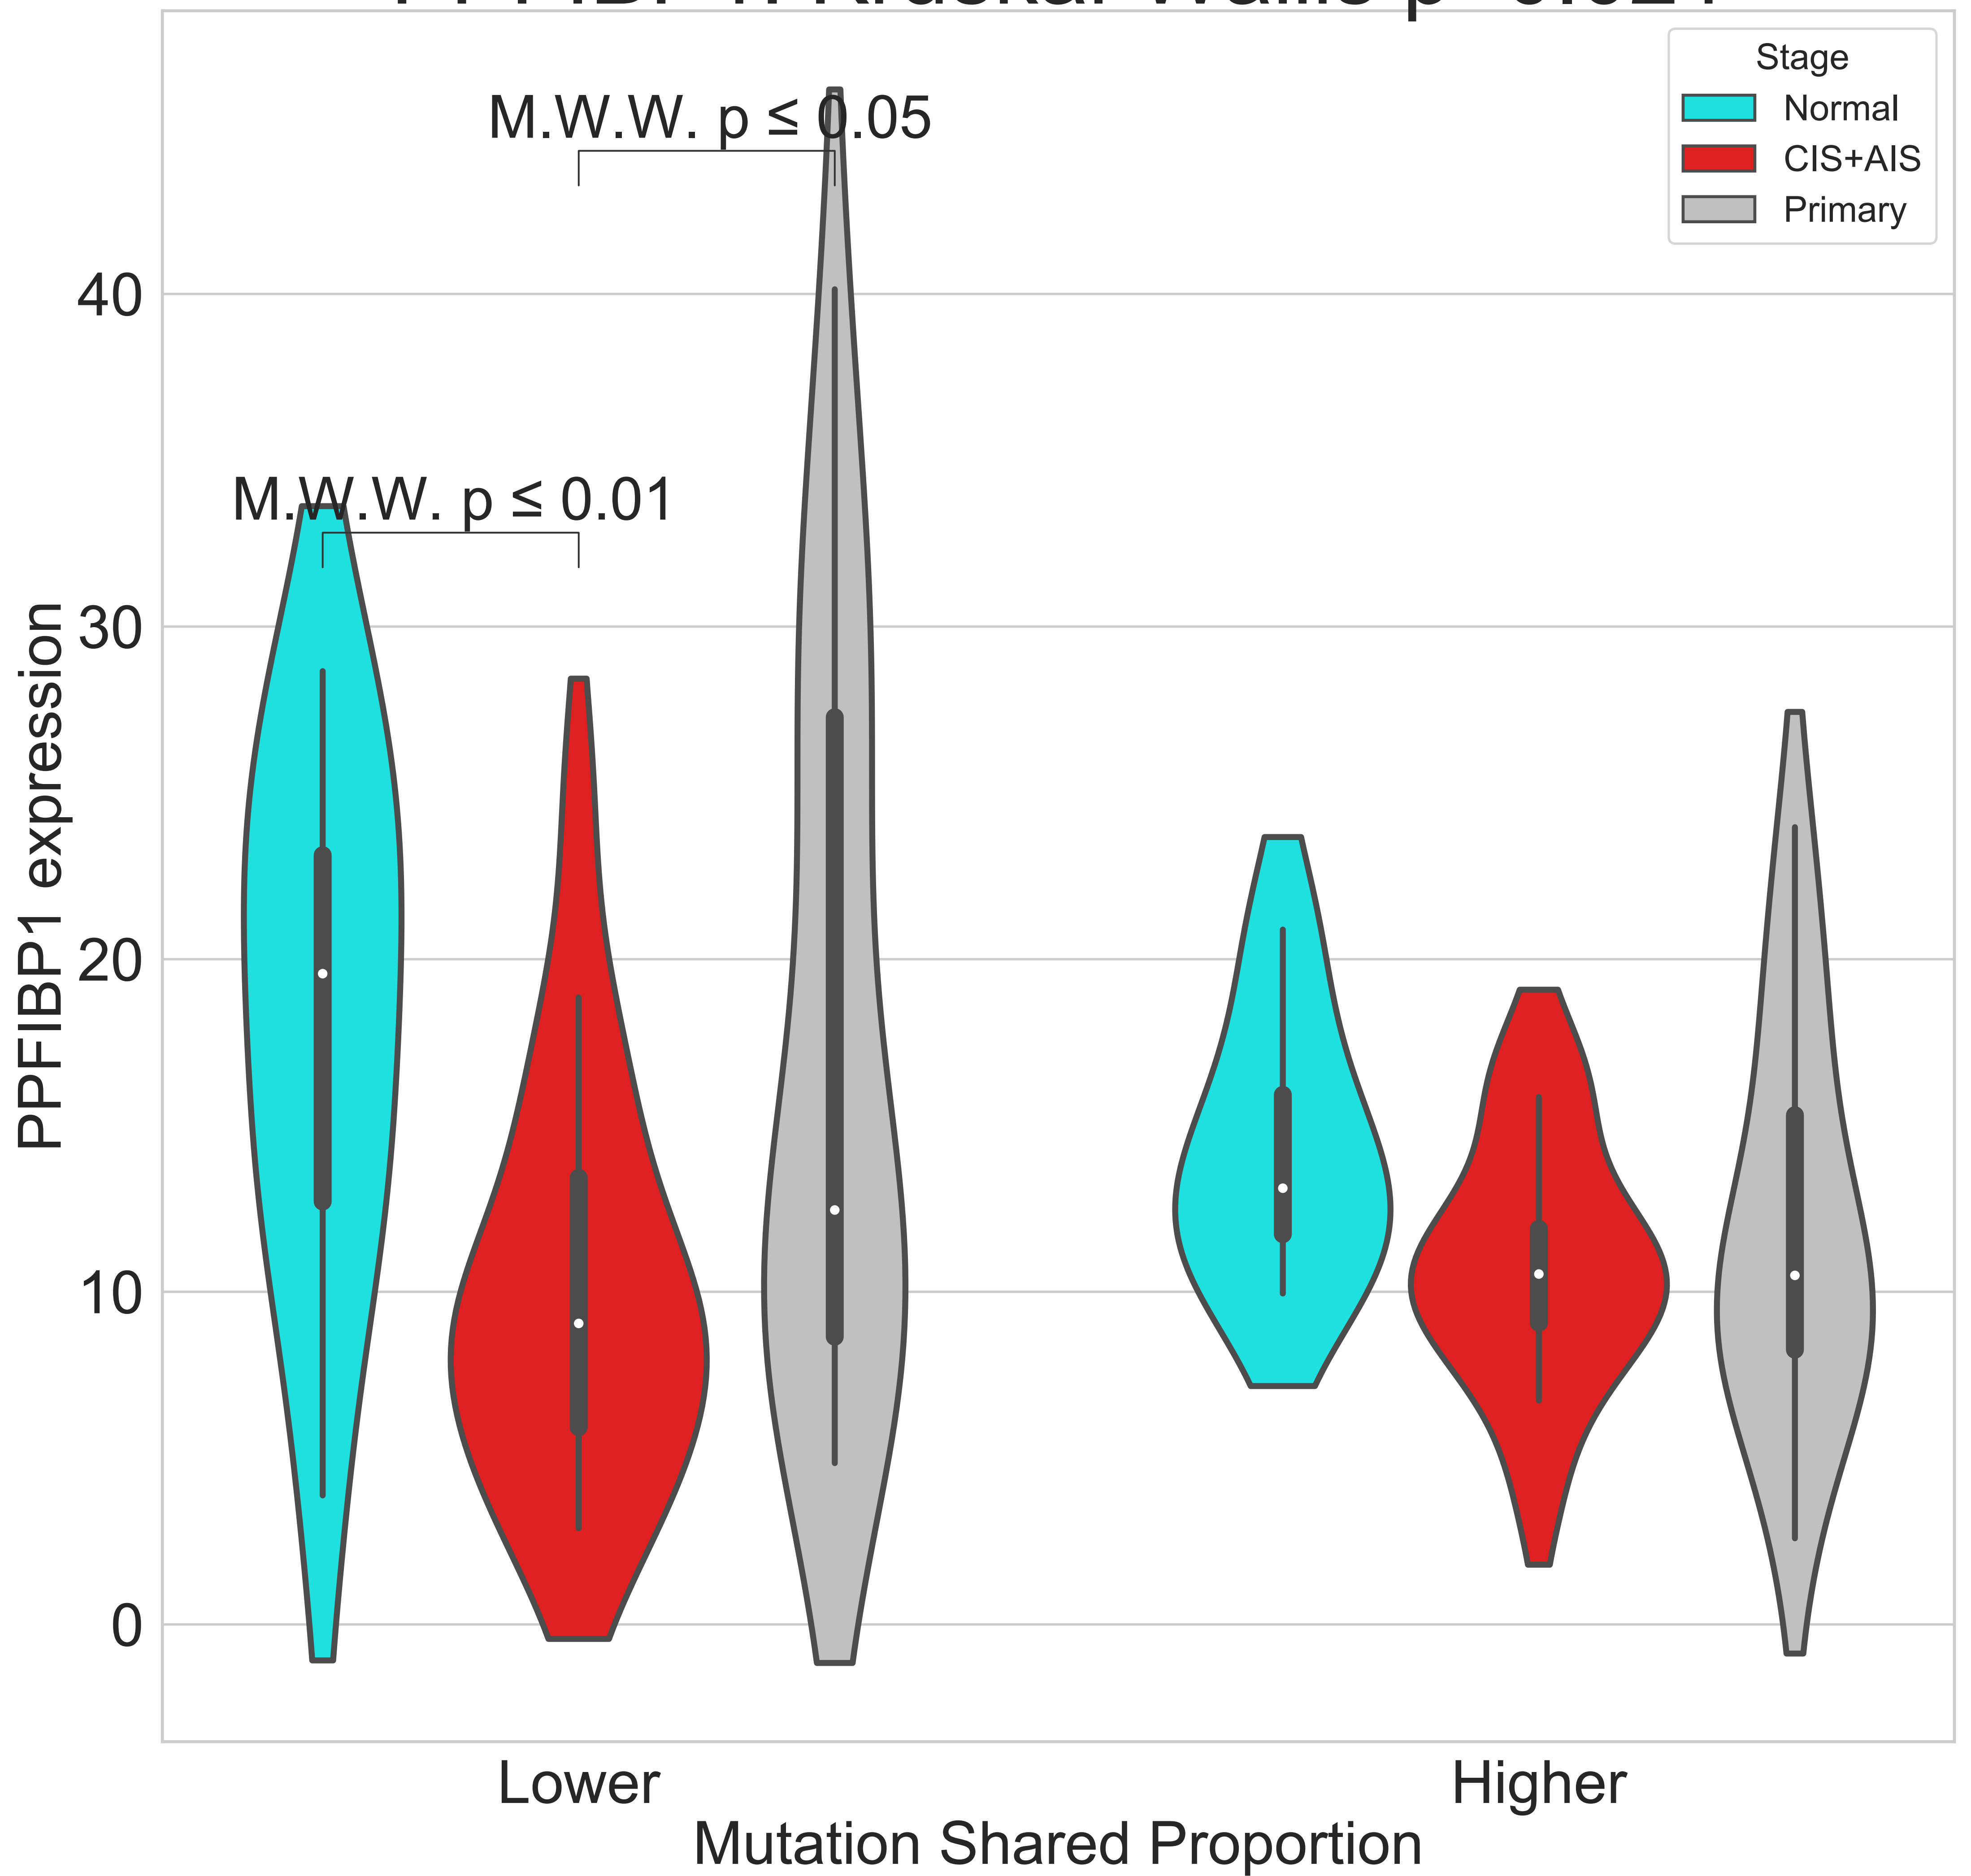 Stage
Normal
CIS+AIS
Primary
M.W.W. p ≤ 0.05
M.W.W. p ≤ 0.01
40
30
20
10
0
PPFIBP1 expression
Lower
Higher
Mutation Shared Proportion